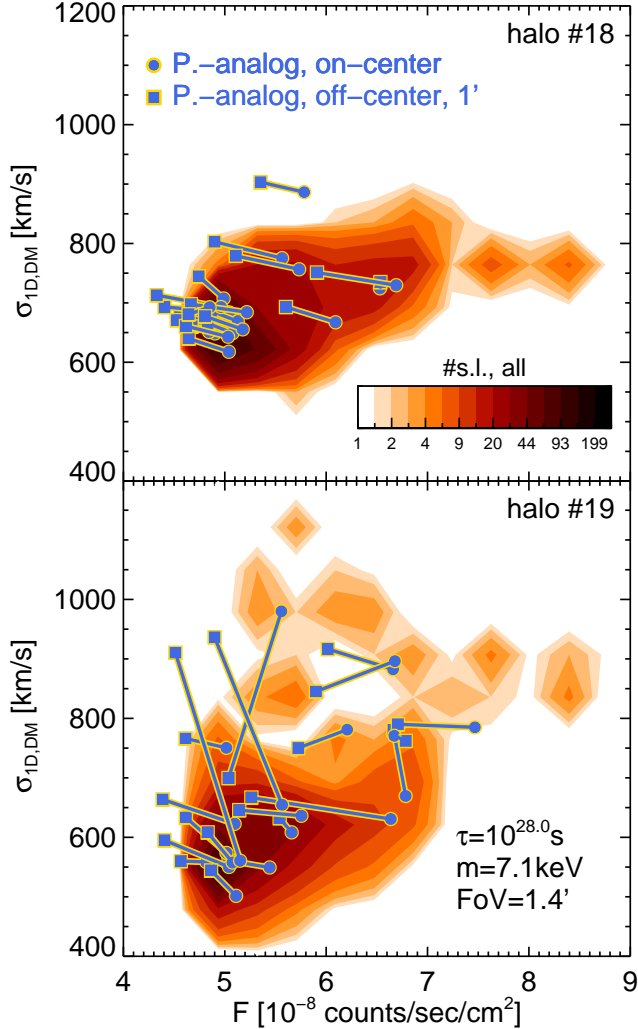 halo #18
P.−analog, on−center
P.−analog, off−center, 1'
1200
1000
800
600
400
σ1D,DM [km/s]
#s.l., all
1 2 4 9 20 44 93 199
halo #19
1000
800
600
400
σ1D,DM [km/s]
τ=10^28.0 s
m=7.1keV
FoV=1.4'
4 5 6 7 8 9
F [10^−8 counts/sec/cm^2]